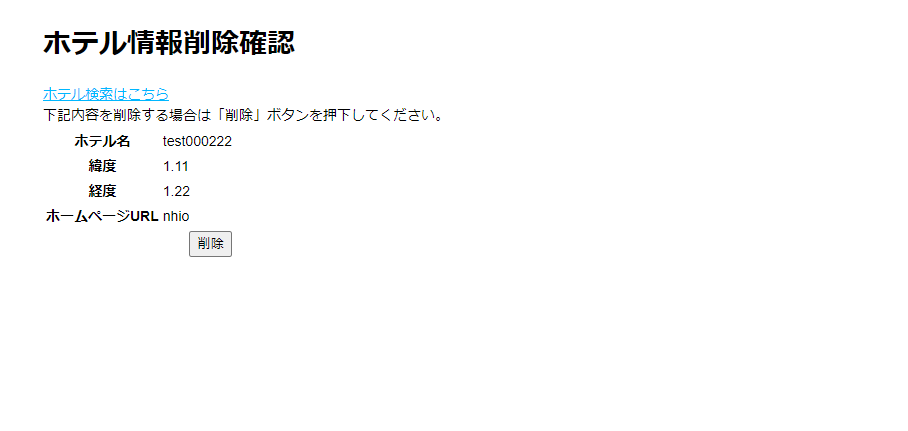 ホテル情報削除確認
ホテル検索はこちら
下記内容を削除する場合は「削除」ボタンを押下してください。
ホテル名 test000222
緯度 1.11
経度 1.22
ホームページURL nhio
削除